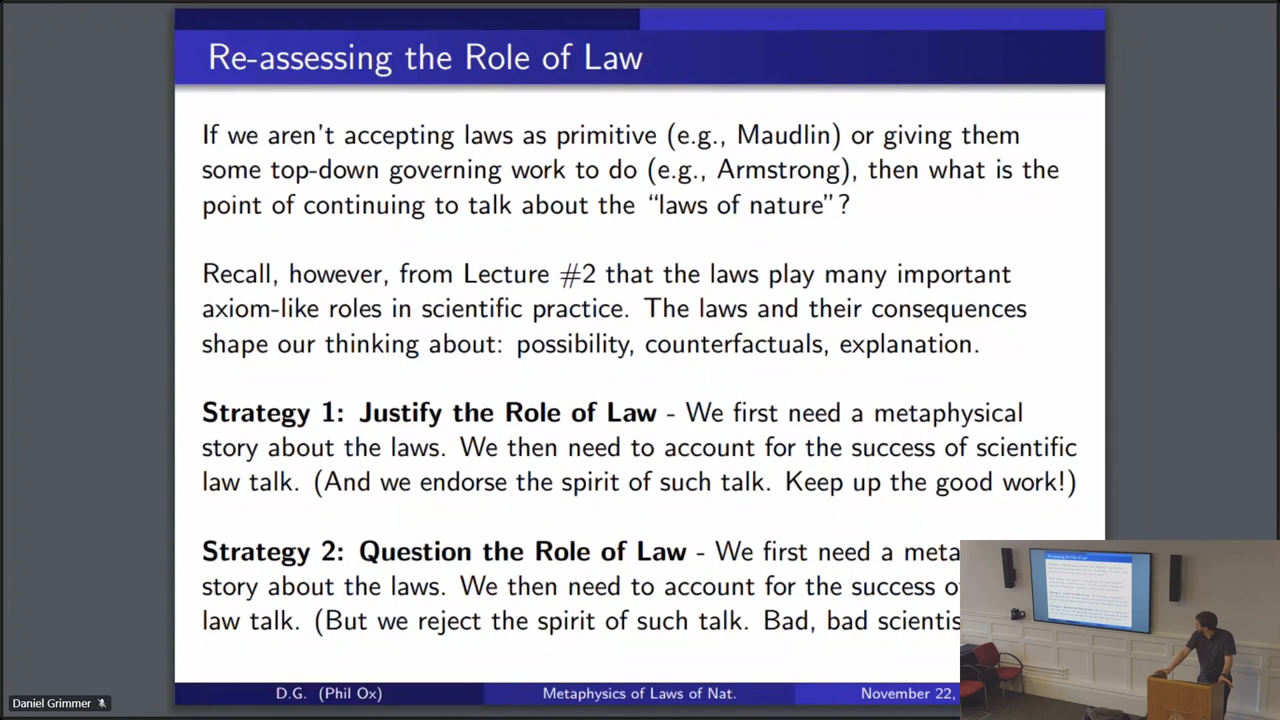 Re-assessing the Role of Law
If we aren't accepting laws as primitive (e.g., Maudlin) or giving them
some top-down governing work to do (e.g., Armstrong), then what is the
point of continuing to talk about the “laws of nature”?
Recall, however, from Lecture #2 that the laws play many important
axiom-like roles in scientific practice. The laws and their consequences
shape our thinking about: possibility, counterfactuals, explanation.
Strategy 1: Justify the Role of Law - We first need a metaphysical
story about the laws. We then need to account for the success of scientific
law talk. (And we endorse the spirit of such talk. Keep up the good work!)
Strategy 2: Question the Role of Law - We first need a meta
story about the laws. We then need to account for the success o
law talk. (But we reject the spirit of such talk. Bad, bad scientis
D.G. (Phil Ox)
Metaphysics of Laws of Nat.
November 22,
Daniel Grimmer